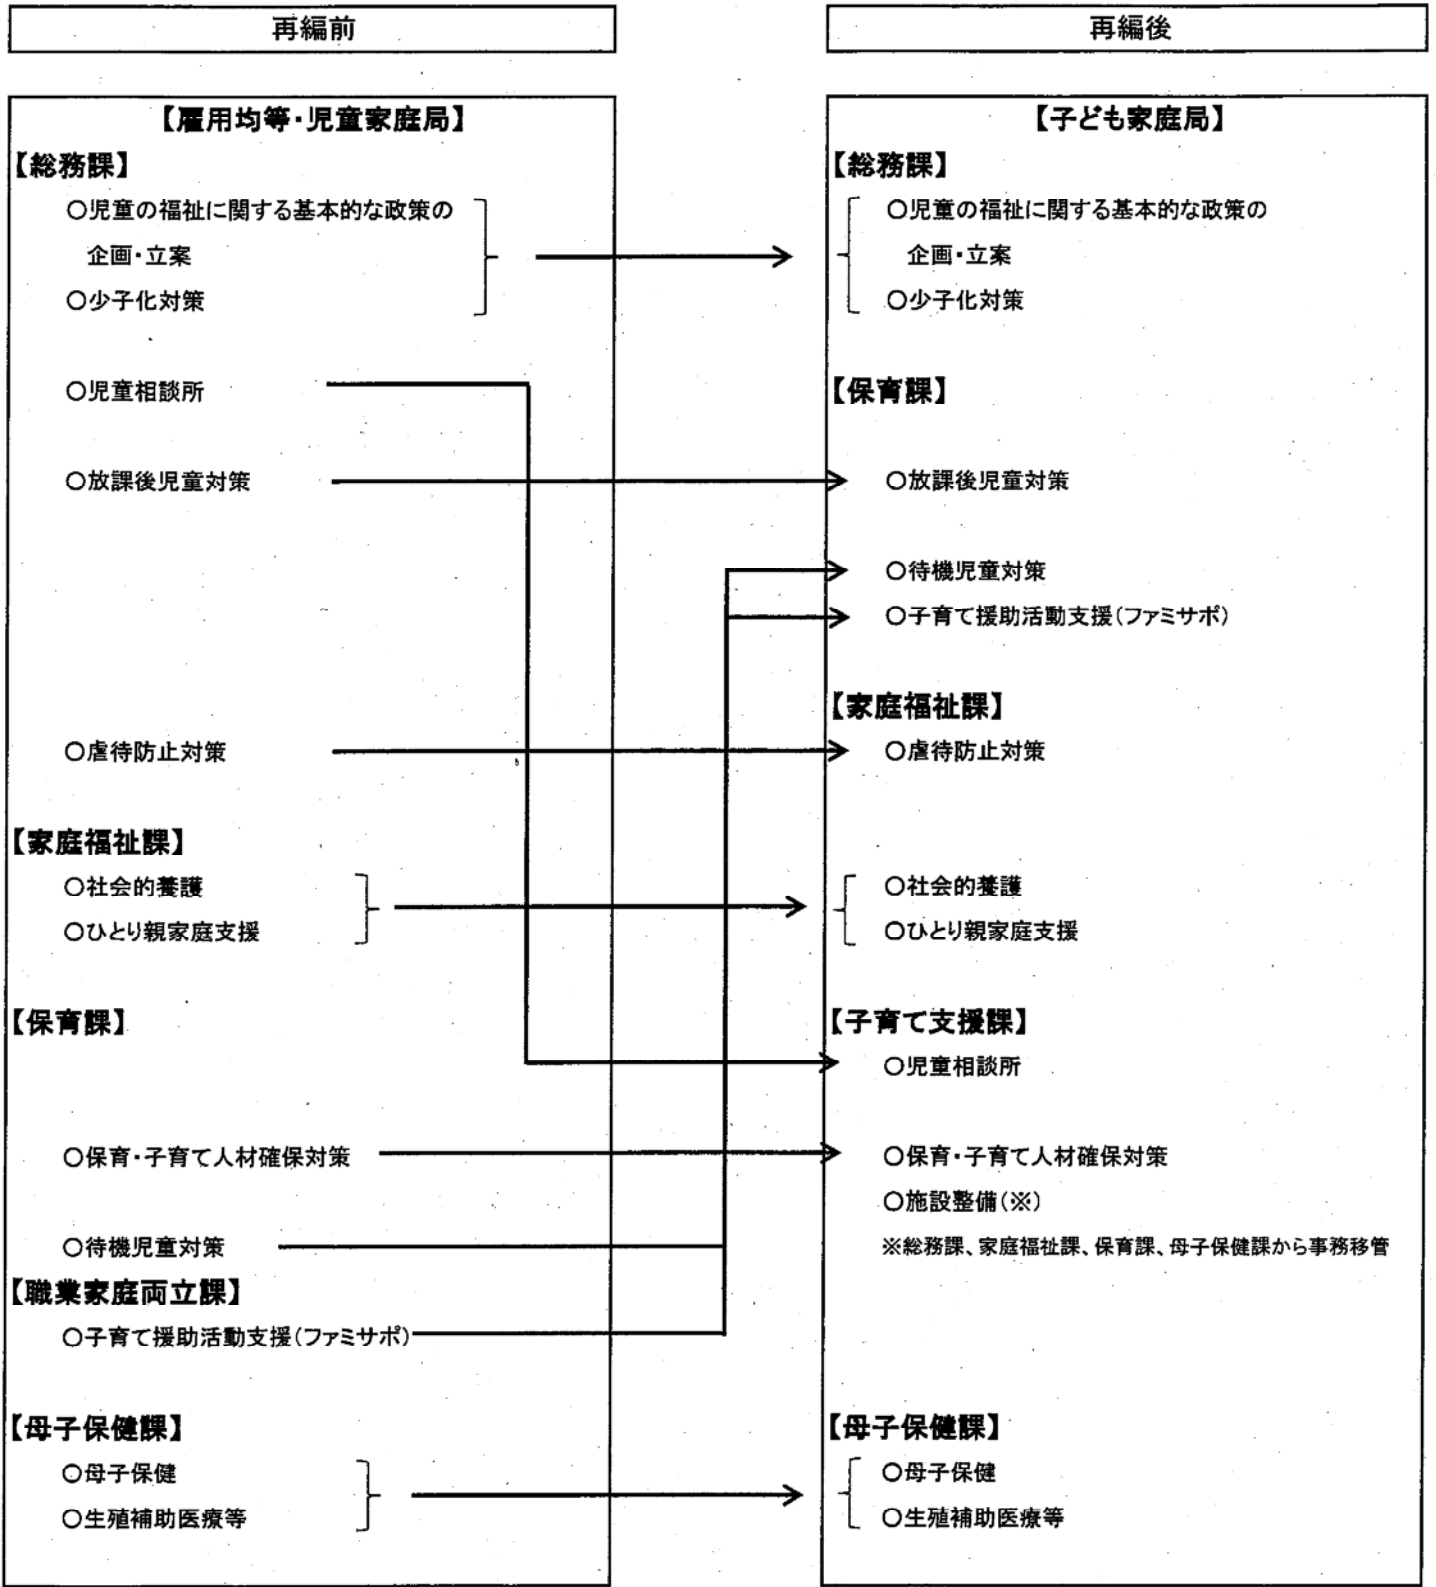 再編前
【雇用均等・児童家庭局】
【総務課】
○児童の福祉に関する基本的な政策の
企画・立案
○少子化対策
○児童相談所
○放課後児童対策
○虐待防止対策
【家庭福祉課】
○社会的養護
○ひとり親家庭支援
【保育課】
○保育・子育て人材確保対策
○待機児童対策
【職業家庭両立課】
○子育て援助活動支援(ファミサポ)
【母子保健課】
○母子保健
○生殖補助医療等
再編後
【子ども家庭局】
【総務課】
○児童の福祉に関する基本的な政策の
企画・立案
○少子化対策
【保育課】
○放課後児童対策
○待機児童対策
○子育て援助活動支援(ファミサポ)
【家庭福祉課】
○虐待防止対策
○社会的養護
○ひとり親家庭支援
【子育て支援課】
○児童相談所
○保育・子育て人材確保対策
○施設整備(※)
※総務課、家庭福祉課、保育課、母子保健課から事務移管
【母子保健課】
○母子保健
○生殖補助医療等